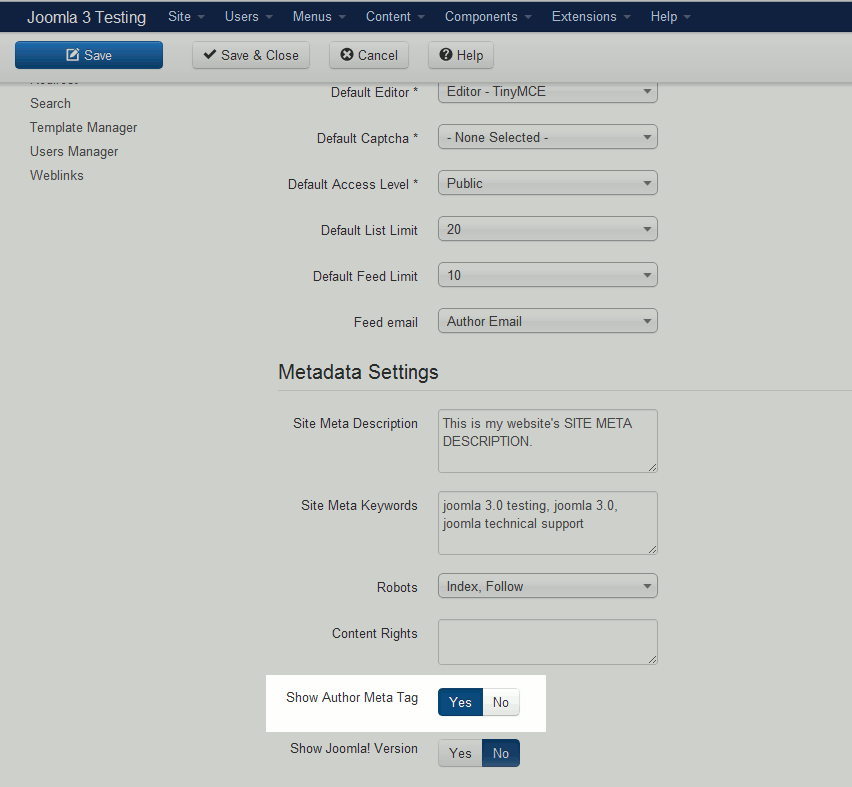 Joomla 3 Testing Site Users Menus Content Components Extensions Help
Save Save & Close Cancel Help
Search
Template Manager
Users Manager
Weblinks
Default Editor * Editor - TinyMCE
Default Captcha * - None Selected -
Default Access Level * Public
Default List Limit 20
Default Feed Limit 10
Feed email Author Email
Metadata Settings
Site Meta Description This is my website's SITE META
DESCRIPTION.
Site Meta Keywords joomla 3.0 testing, joomla 3.0,
joomla technical support
Robots Index, Follow
Content Rights
Show Author Meta Tag Yes No
Show Joomla! Version Yes No